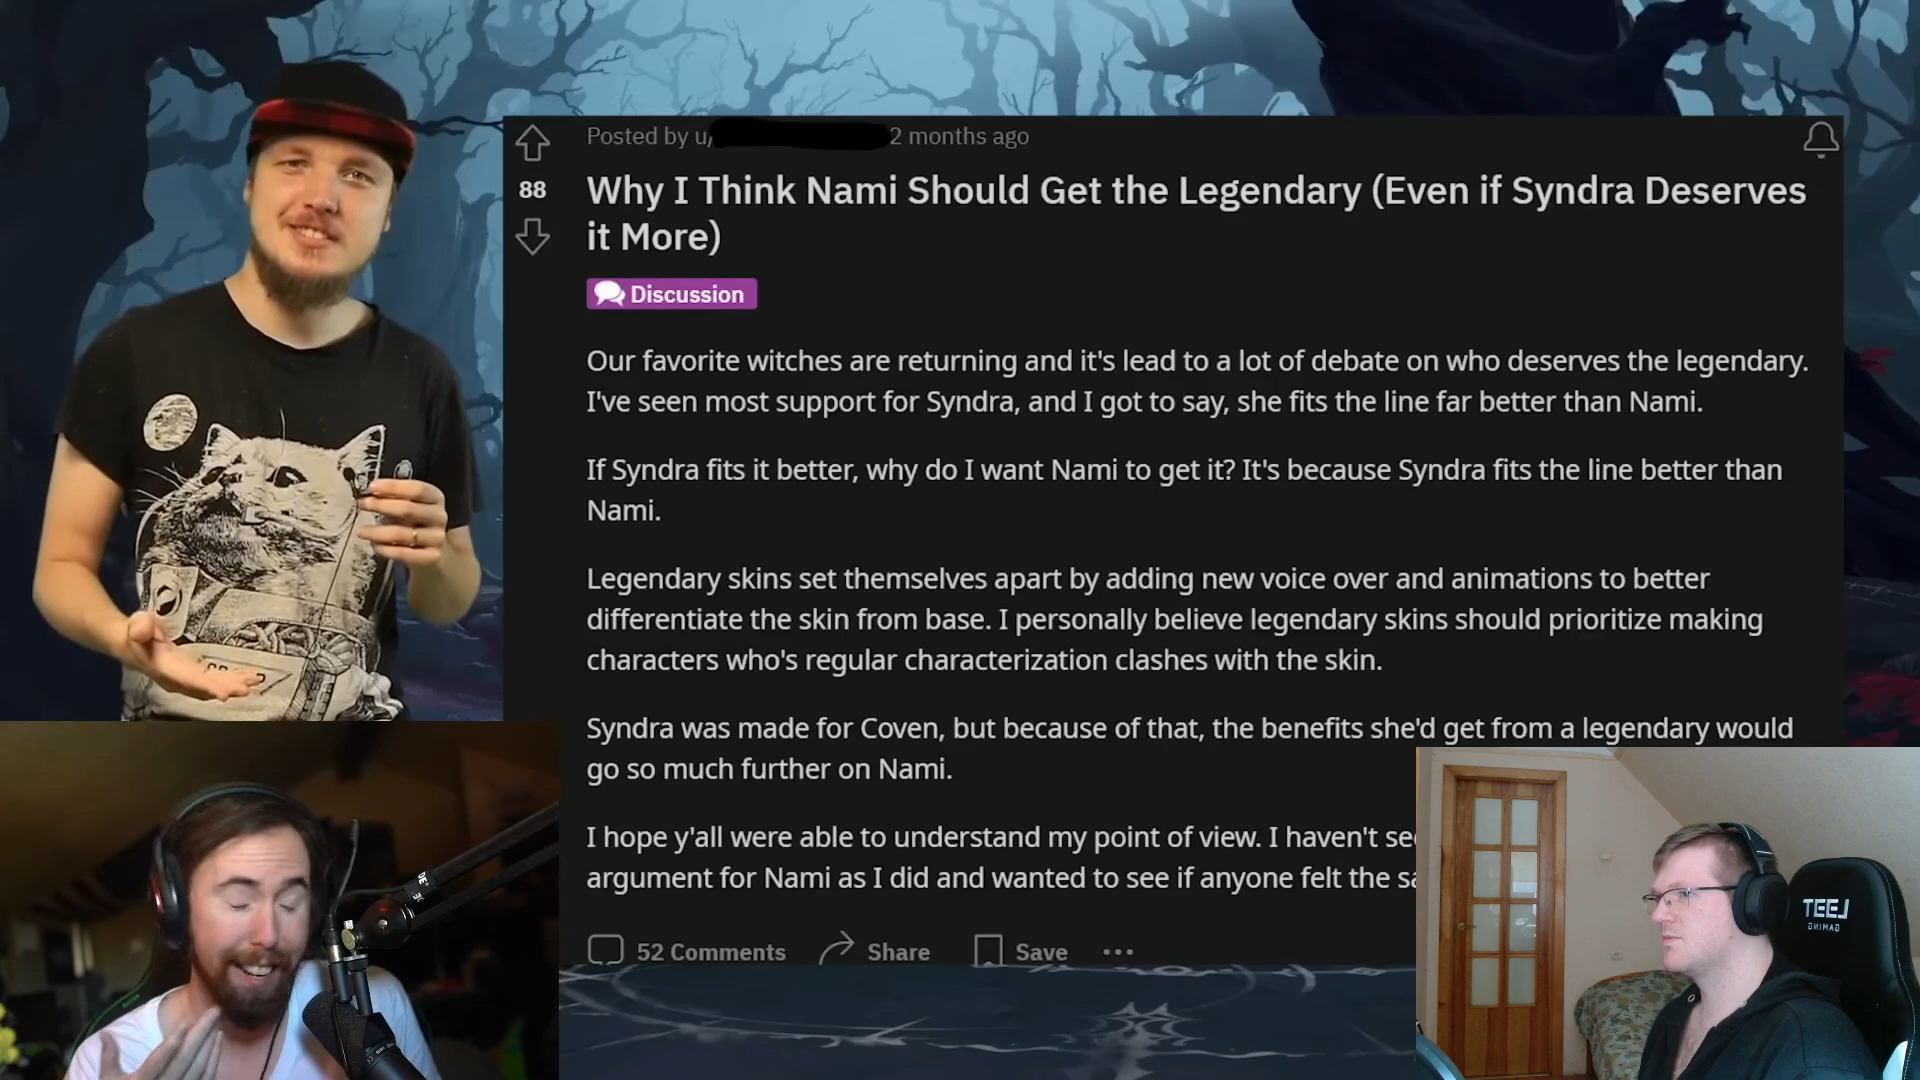 Posted by u/ 2 months ago
88
Why I Think Nami Should Get the Legendary (Even if Syndra Deserves
it More)
Discussion
Our favorite witches are returning and it's lead to a lot of debate on who deserves the legendary.
I've seen most support for Syndra, and I got to say, she fits the line far better than Nami.
If Syndra fits it better, why do I want Nami to get it? It's because Syndra fits the line better than
Nami.
Legendary skins set themselves apart by adding new voice over and animations to better
differentiate the skin from base. I personally believe legendary skins should prioritize making
characters who's regular characterization clashes with the skin.
Syndra was made for Coven, but because of that, the benefits she'd get from a legendary would
go so much further on Nami.
I hope y'all were able to understand my point of view. I haven't
argument for Nami as I did and wanted to see if anyone felt the
52 Comments Share Save
L33T
GAMING